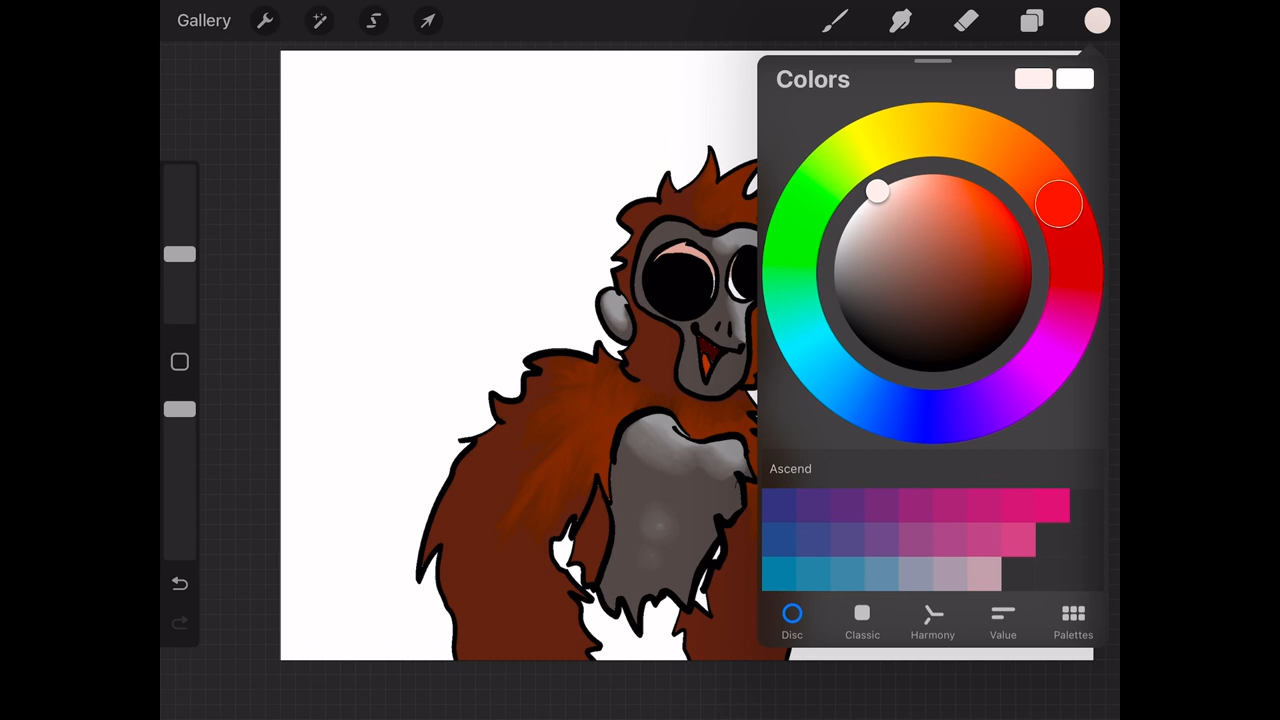 Gallery
Colors
Ascend
Disc
Classic
Harmony
Value
Palettes